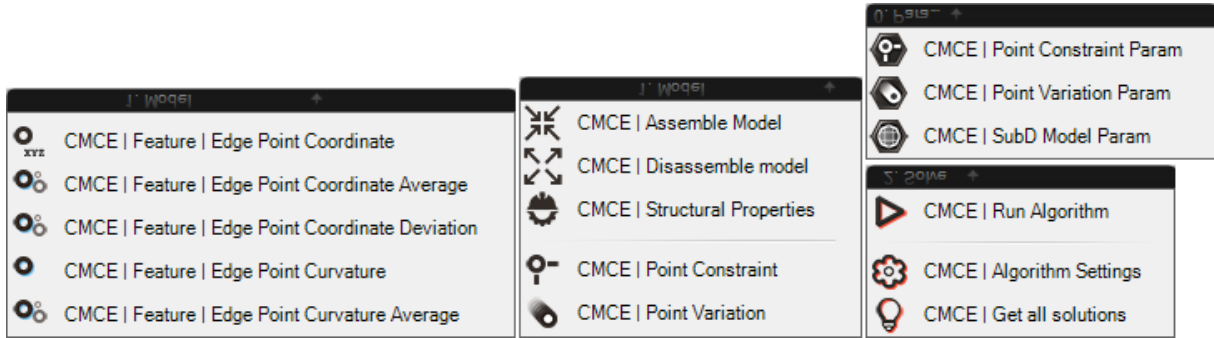 1. Model +
XYZ
CMCE | Feature | Edge Point Coordinate
CMCE | Feature | Edge Point Coordinate Average
CMCE | Feature | Edge Point Coordinate Deviation
CMCE | Feature | Edge Point Curvature
CMCE | Feature | Edge Point Curvature Average
1. Model +
CMCE | Assemble Model
CMCE | Disassemble model
CMCE | Structural Properties
CMCE | Point Constraint
CMCE | Point Variation
0. Para_ +
CMCE | Point Constraint Param
CMCE | Point Variation Param
CMCE | SubD Model Param
2. Solve +
CMCE | Run Algorithm
CMCE | Algorithm Settings
CMCE | Get all solutions